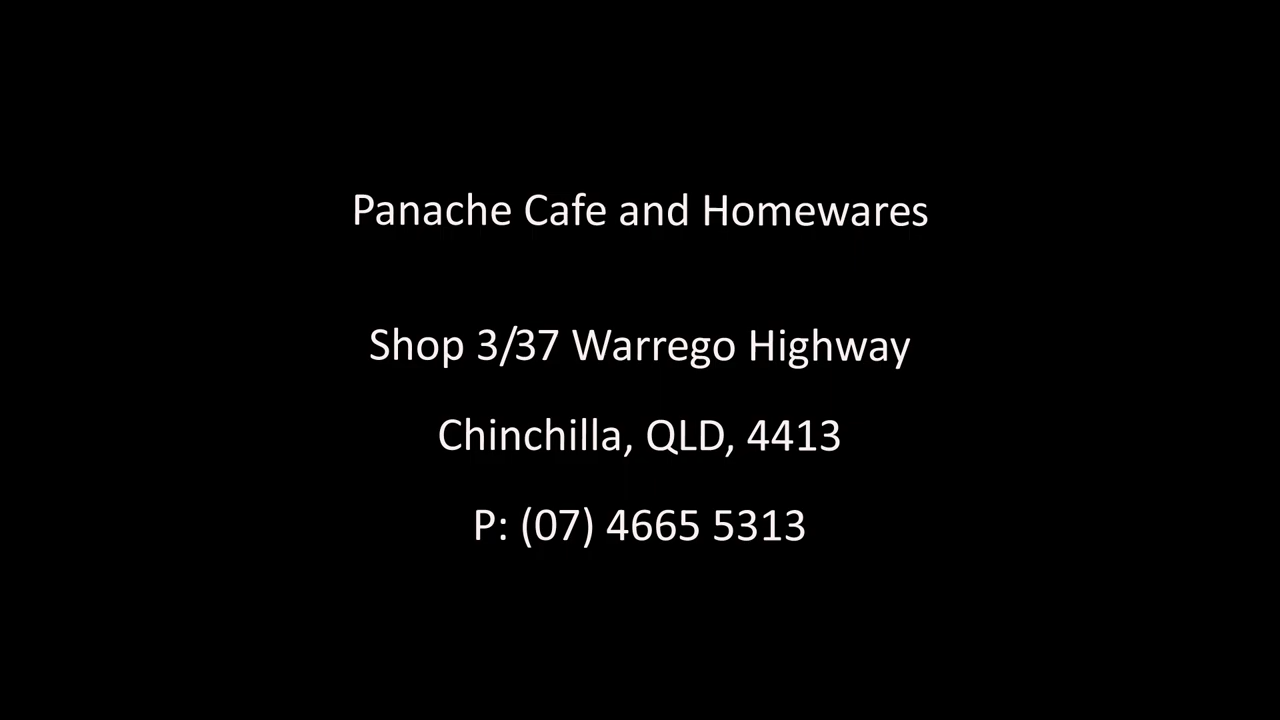 Panache Cafe and Homewares
Shop 3/37 Warrego Highway
Chinchilla, QLD, 4413
P: (07) 4665 5313